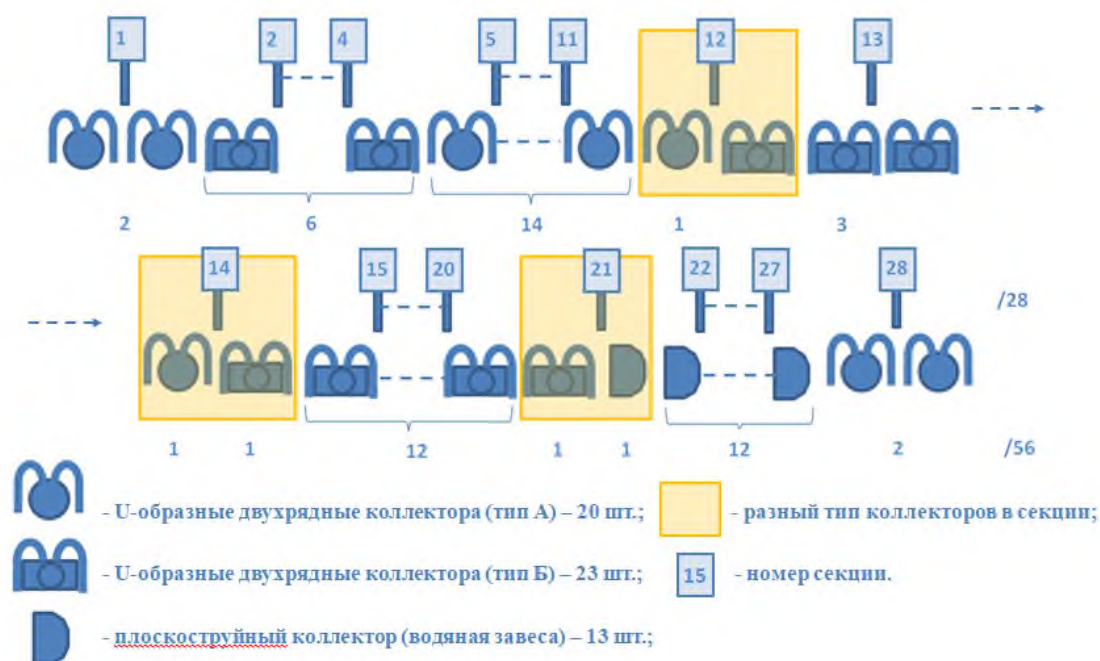 1 2 4 5 11 12 13
2 6 14 1 3
14 15 20 21 22 27 28 /28
1 1 12 1 1 12 2 /56
- U-образные двухрядные коллектора (тип А) – 20 шт.; - разный тип коллекторов в секции;
- U-образные двухрядные коллектора (тип Б) – 23 шт.; 15 - номер секции.
- плоскоструйный коллектор (водяная завеса) – 13 шт.;